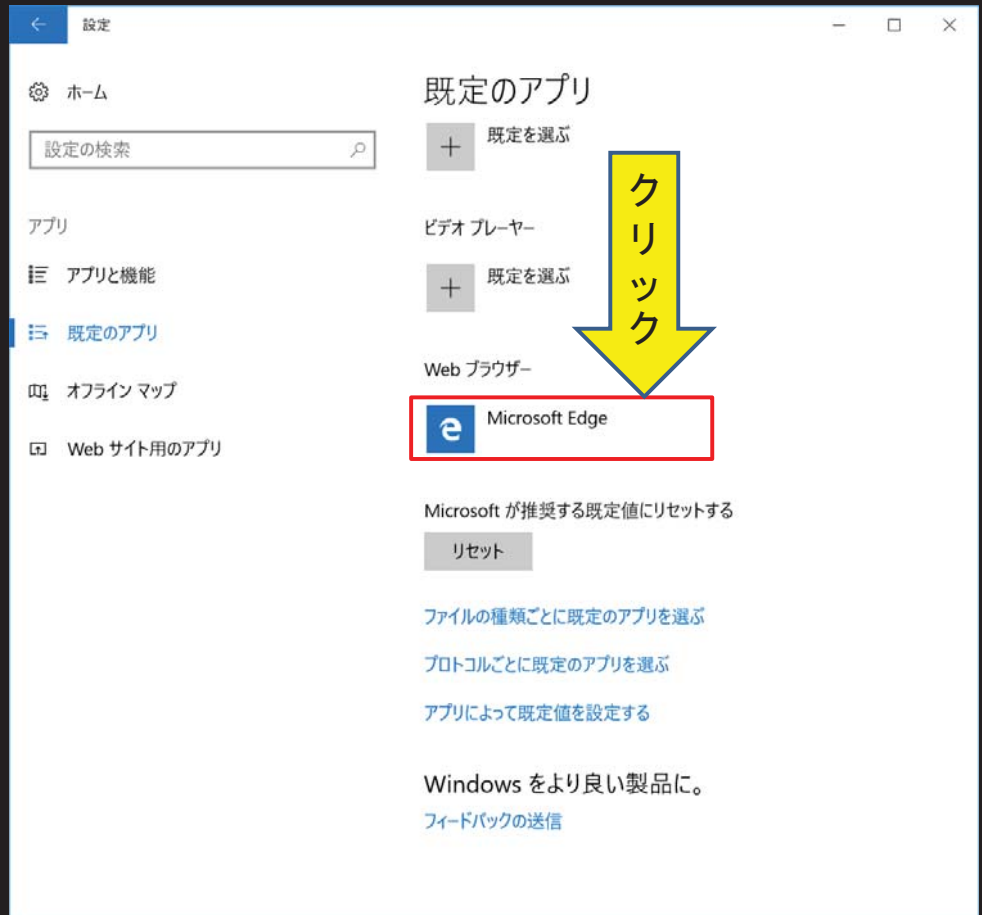 設定
ホーム
設定の検索
アプリ
アプリと機能
既定のアプリ
オフライン マップ
Web サイト用のアプリ
既定のアプリ
既定を選ぶ
ビデオ プレーヤー
既定を選ぶ
Web ブラウザー
Microsoft Edge
クリック
Microsoft が推奨する既定値にリセットする
リセット
ファイルの種類ごとに既定のアプリを選ぶ
プロトコルごとに既定のアプリを選ぶ
アプリによって既定値を設定する
Windows をより良い製品に。
フィードバックの送信